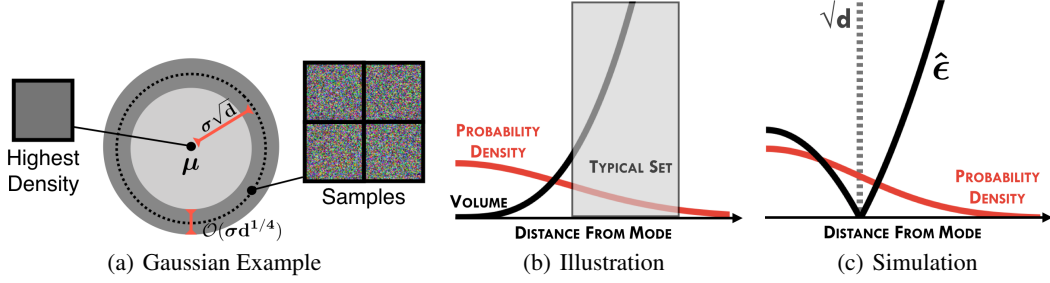 Highest
Density
μ
σ√d
𝒪(σd^{1/4})
Samples
(a) Gaussian Example
PROBABILITY
DENSITY
VOLUME
TYPICAL SET
DISTANCE FROM MODE
(b) Illustration
√d
ϵ̂
PROBABILITY
DENSITY
DISTANCE FROM MODE
(c) Simulation